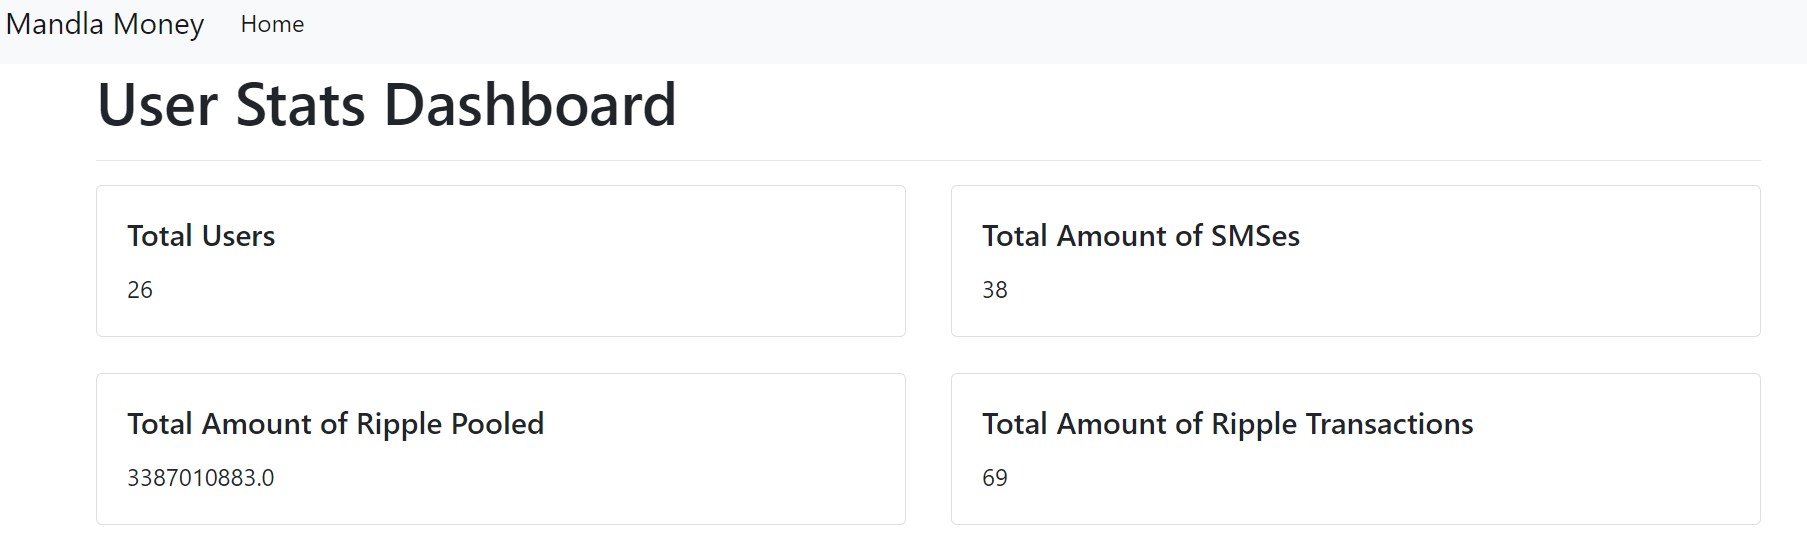 Mandla Money Home
User Stats Dashboard
Total Users
26
Total Amount of SMSes
38
Total Amount of Ripple Pooled
3387010883.0
Total Amount of Ripple Transactions
69